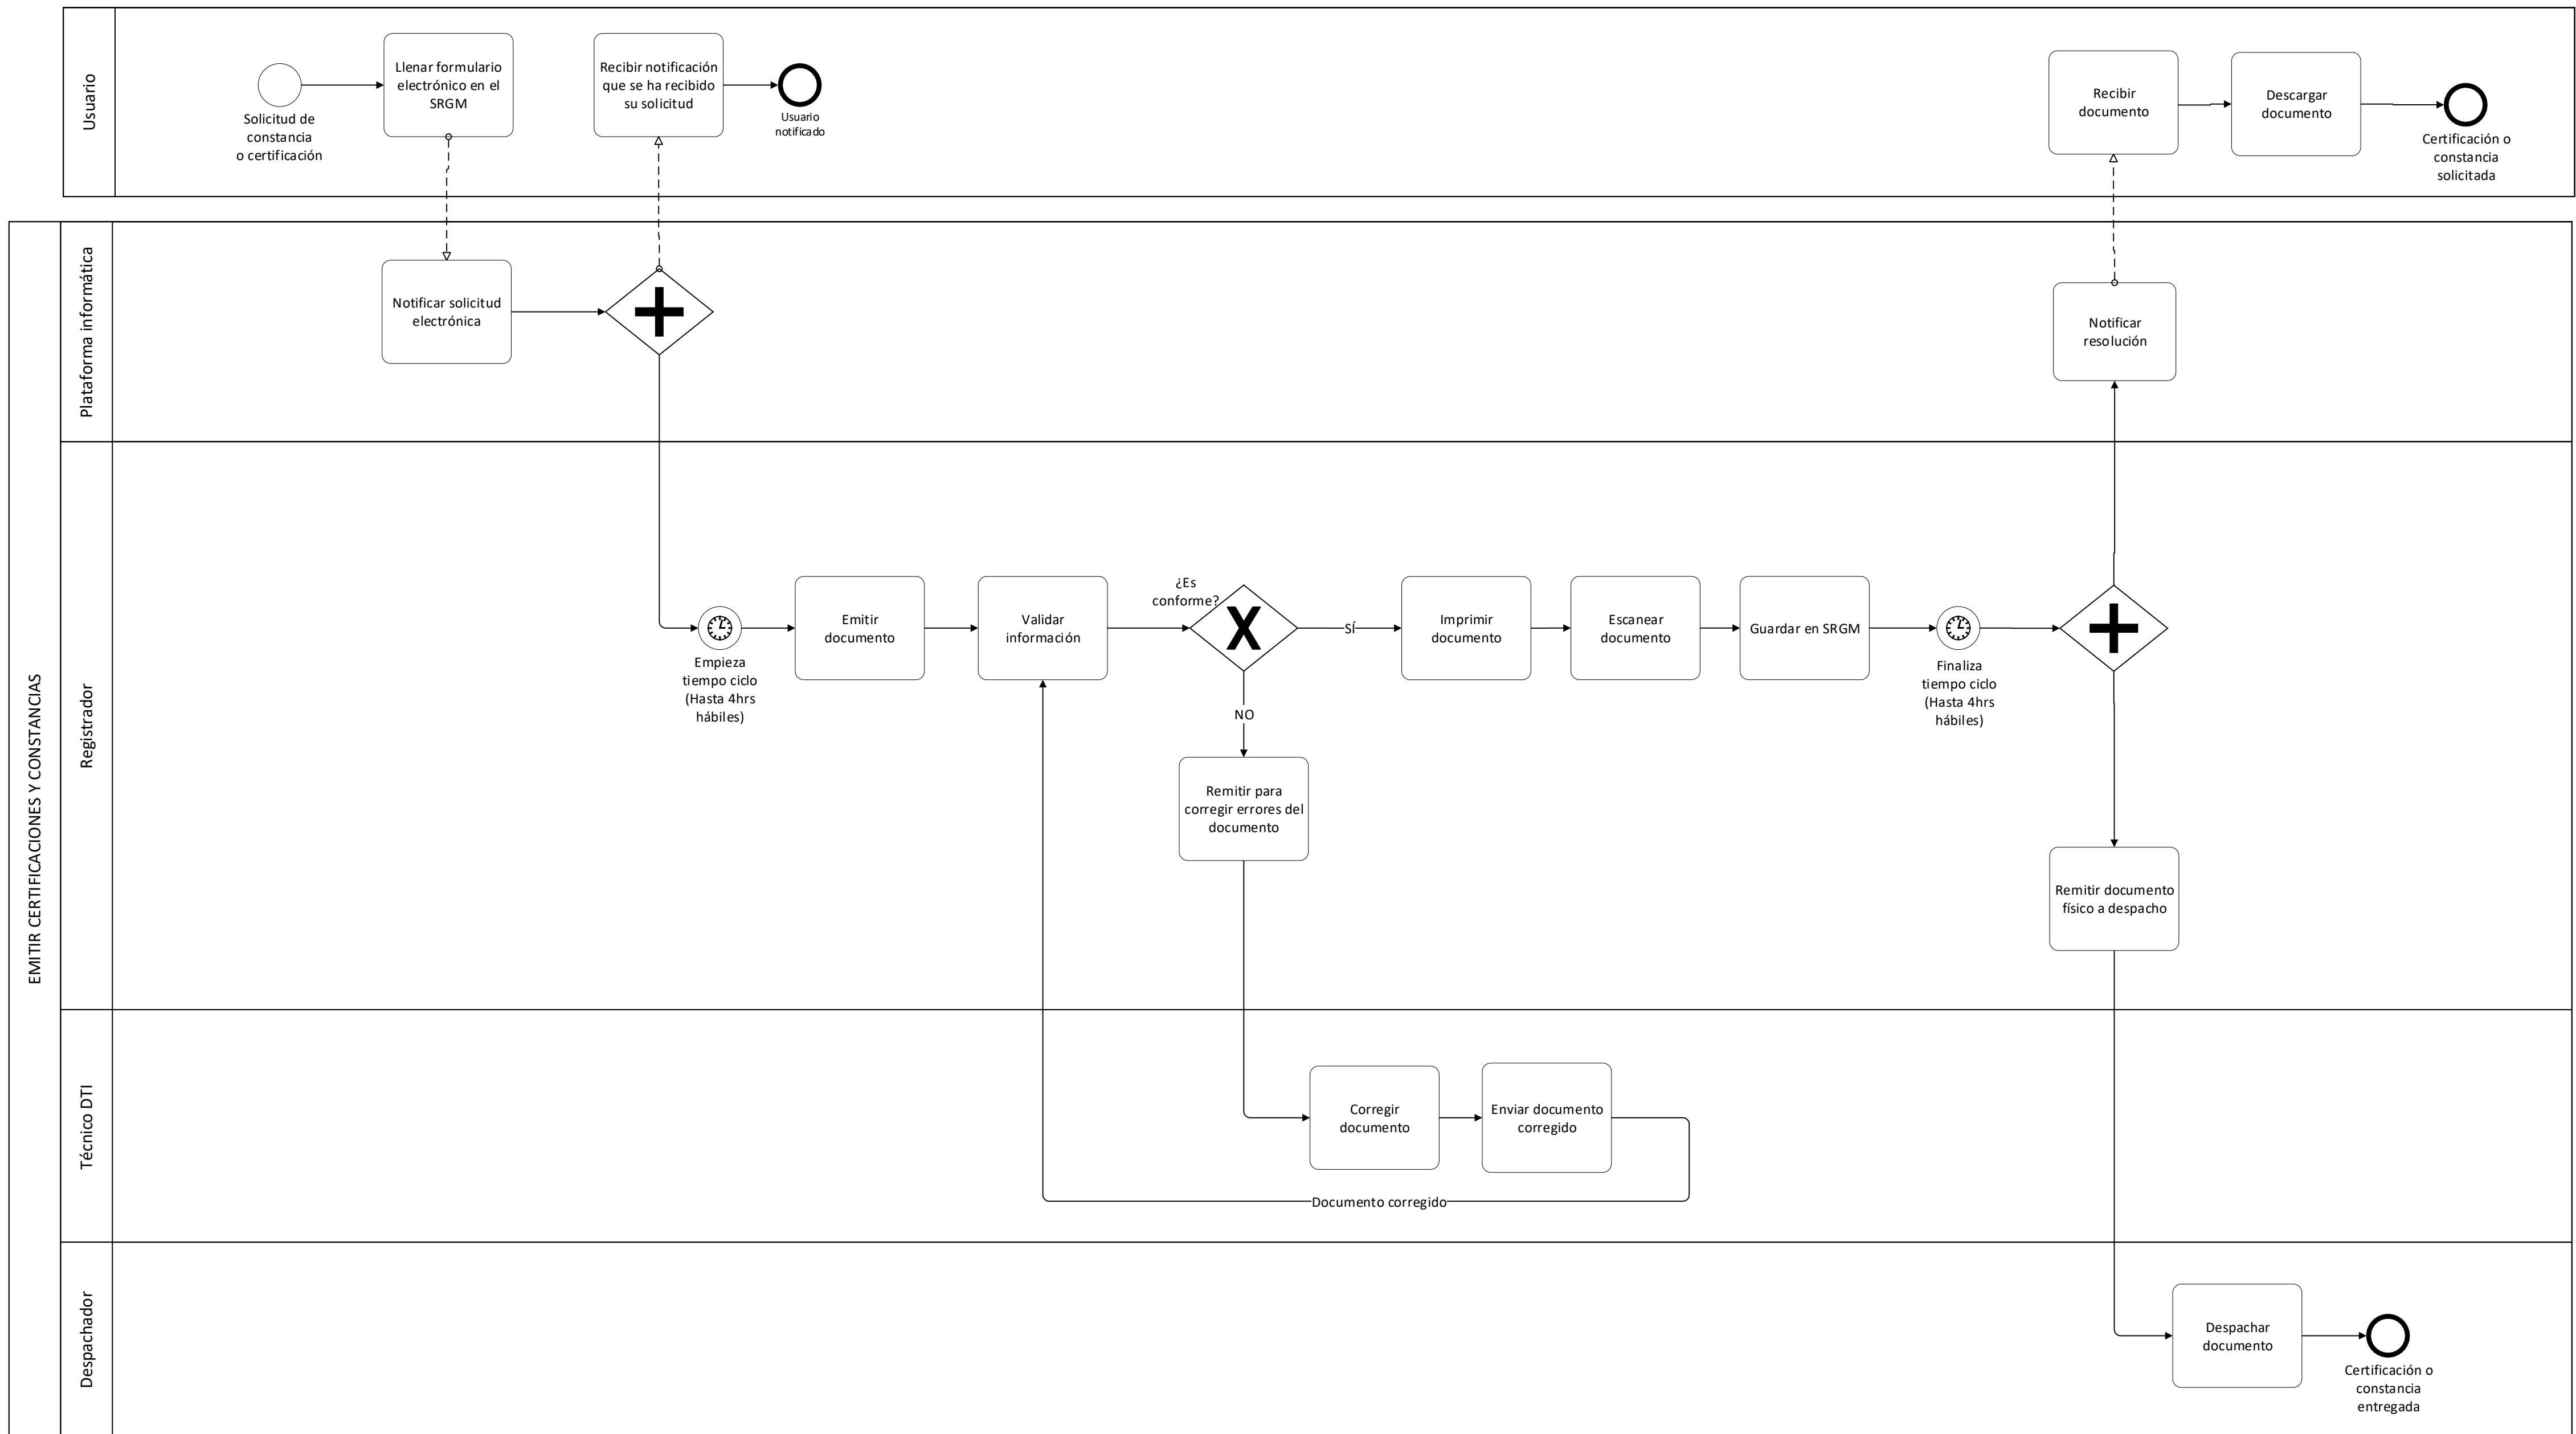 Usuario
Solicitud de
constancia
o certificación
Llenar formulario
electrónico en el
SRGM
Recibir notificación
que se ha recibido
su solicitud
Usuario
notificado
Recibir
documento
Descargar
documento
Certificación o
constancia
solicitada
EMITIR CERTIFICACIONES Y CONSTANCIAS
Plataforma informática
Notificar solicitud
electrónica
Notificar
resolución
Registrador
Empieza
tiempo ciclo
(Hasta 4hrs
hábiles)
Emitir
documento
Validar
información
¿Es
conforme?
SÍ
NO
Imprimir
documento
Escanear
documento
Guardar en SRGM
Finaliza
tiempo ciclo
(Hasta 4hrs
hábiles)
Remitir para
corregir errores del
documento
Remitir documento
físico a despacho
Técnico DTI
Corregir
documento
Enviar documento
corregido
Documento corregido
Despachador
Despachar
documento
Certificación o
constancia
entregada